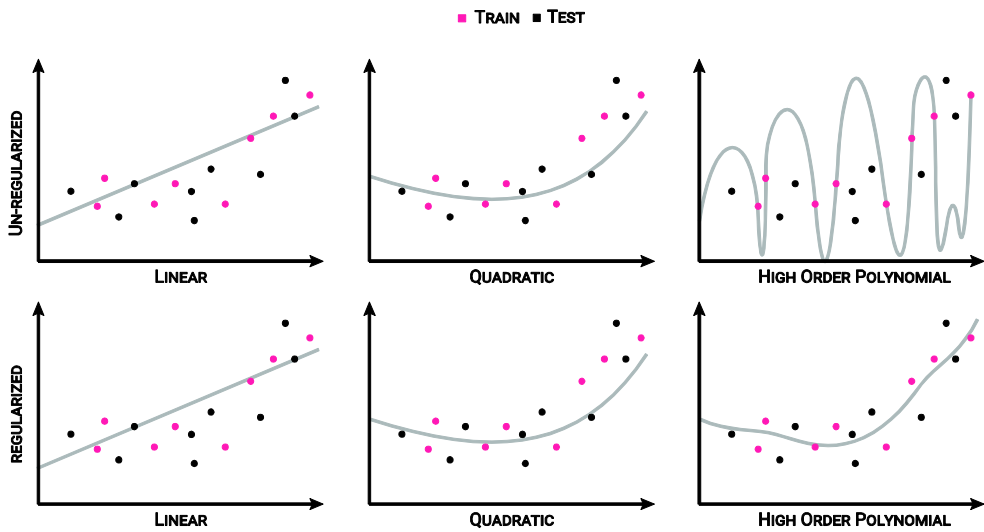 TRAIN TEST
UN-REGULARIZED
LINEAR QUADRATIC HIGH ORDER POLYNOMIAL
REGULARIZED
LINEAR QUADRATIC HIGH ORDER POLYNOMIAL